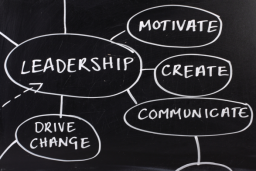 MOTIVATE
LEADERSHIP
CREATE
COMMUNICATE
DRIVE
CHANGE